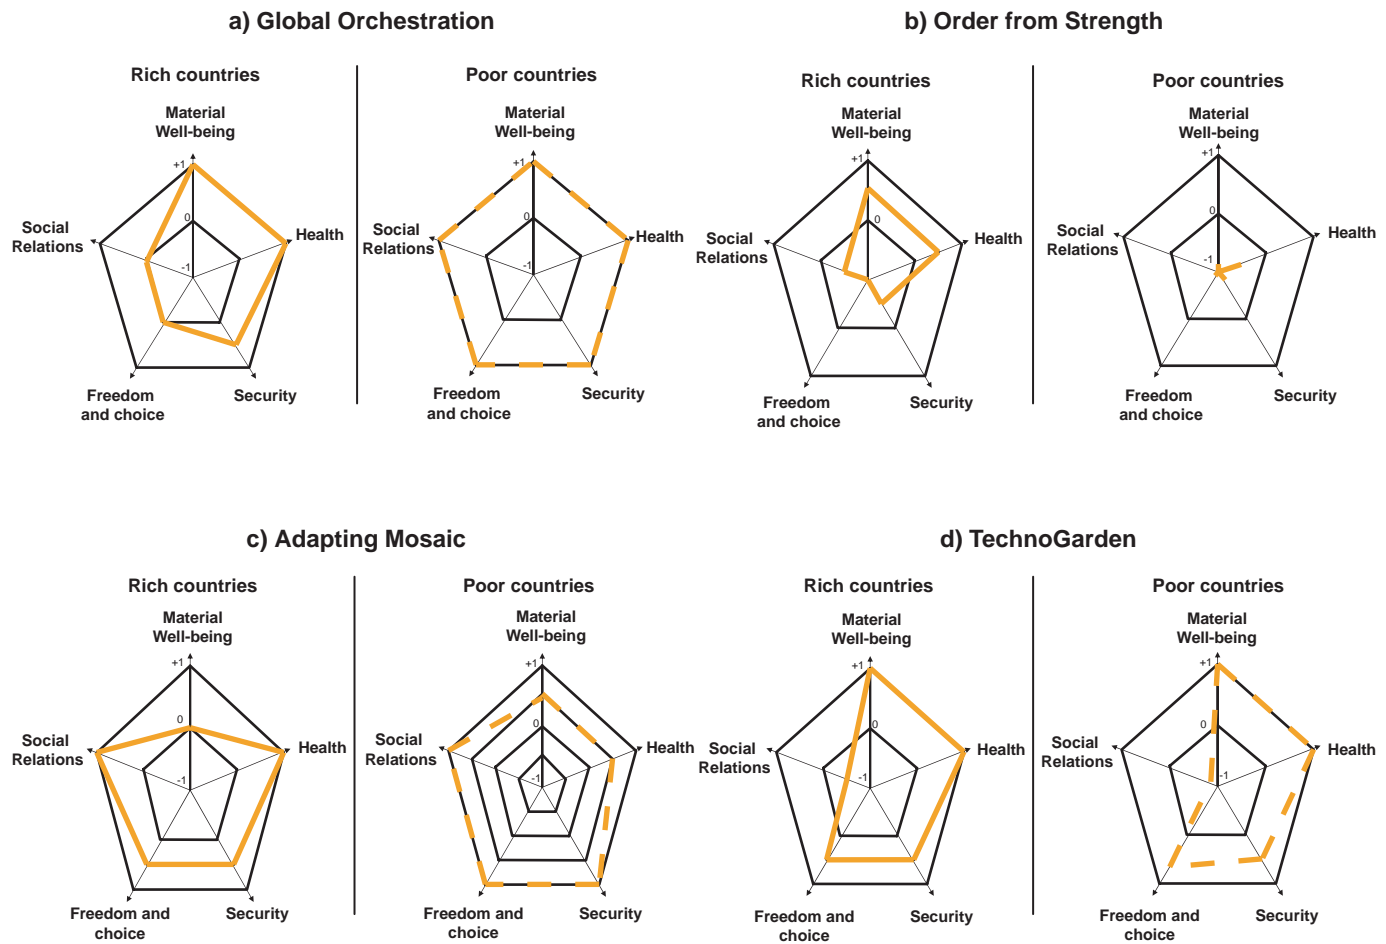 a) Global Orchestration
Rich countries
Material
Well-being
+1
0
-1
Social
Relations
Health
Freedom
and choice
Security
Poor countries
Material
Well-being
+1
0
-1
Social
Relations
Health
Freedom
and choice
Security
b) Order from Strength
Rich countries
Material
Well-being
+1
0
Social
Relations
Health
Freedom
and choice
Security
Poor countries
Material
Well-being
+1
0
-1
Social
Relations
Health
Freedom
and choice
Security
c) Adapting Mosaic
Rich countries
Material
Well-being
+1
0
-1
Social
Relations
Health
Freedom and
choice
Security
Poor countries
Material
Well-being
+1
0
-1
Social
Relations
Health
Freedom and
choice
Security
d) TechnoGarden
Rich countries
Material
Well-being
+1
0
-1
Social
Relations
Health
Freedom and
choice
Security
Poor countries
Material
Well-being
+1
0
-1
Social
Relations
Health
Freedom and
choice
Security